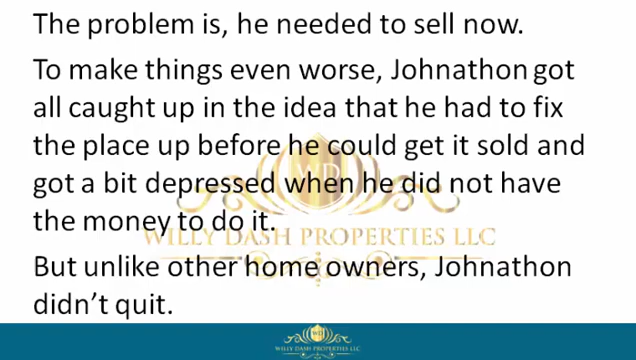 The problem is, he needed to sell now.
To make things even worse, Johnathon got
all caught up in the idea that he had to fix
the place up before he could get it sold and
got a bit depressed when he did not have
the money to do it.
WILLY DASH PROPERTIES LLC
But unlike other home owners, Johnathon
didn’t quit.
WILLY DASH PROPERTIES LLC